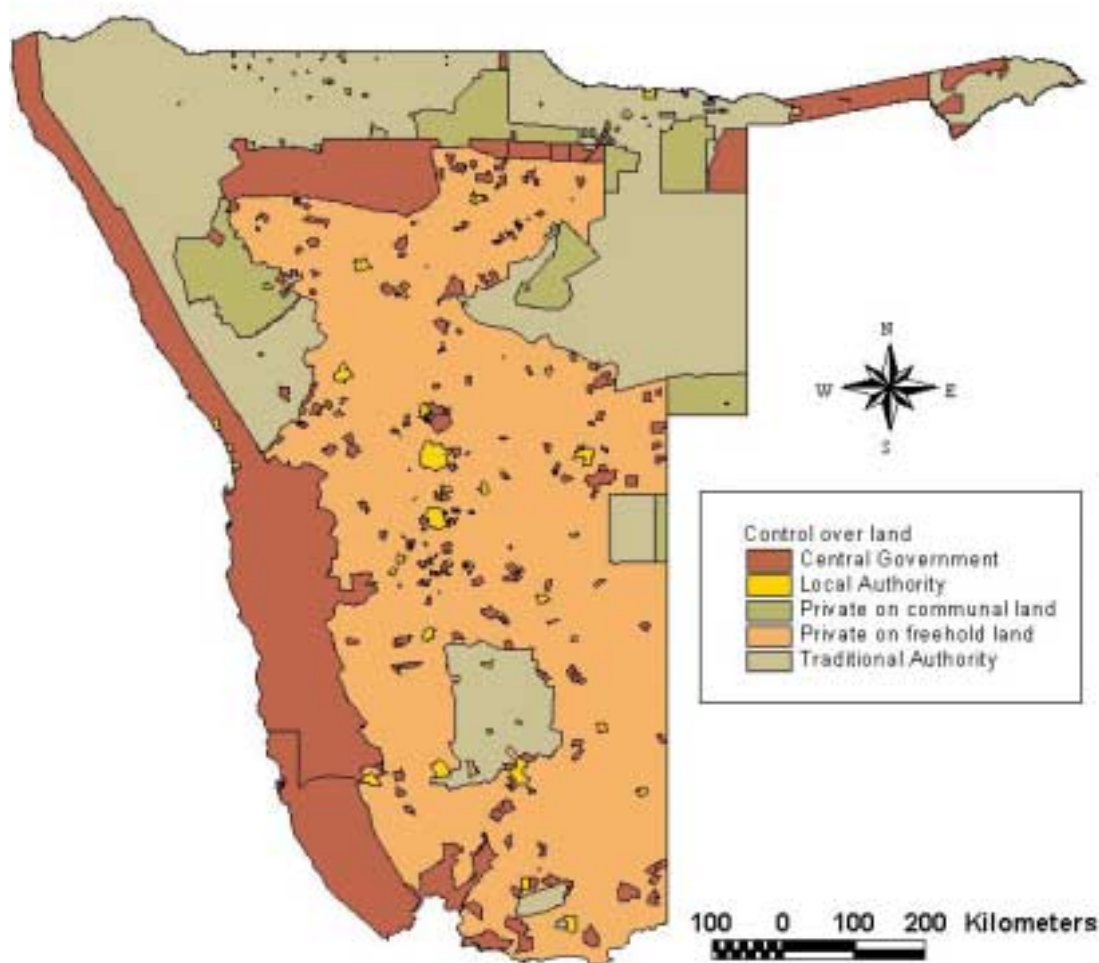 N
W E
S
Control over land
Central Government
Local Authority
Private on communal land
Private on freehold land
Traditional Authority
100 0 100 200 Kilometers